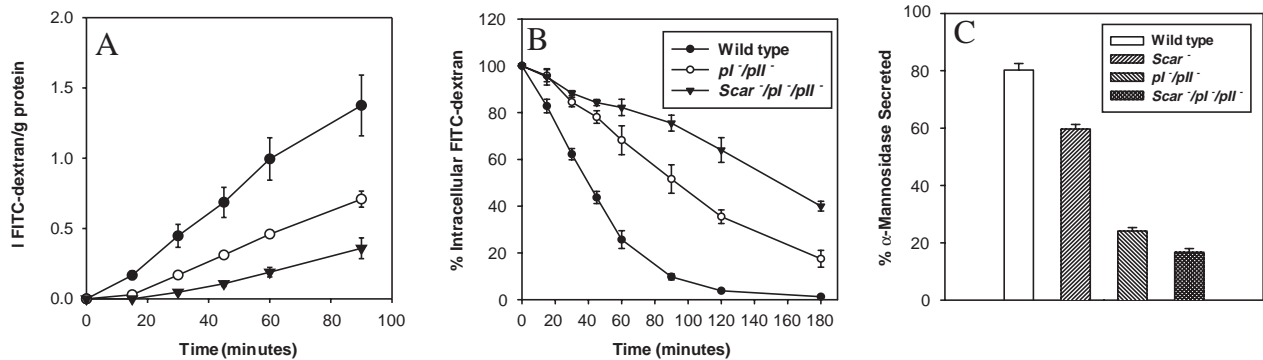 A
l FITC-dextran/g protein
2.0
1.5
1.0
0.5
0.0
0 20 40 60 80 100
Time (minutes)
B
% Intracellular FITC-dextran
120
100
80
60
40
20
0
Wild type
pI ⁻/pII ⁻
Scar ⁻/pI ⁻/pII ⁻
0 20 40 60 80 100 120 140 160 180
Time (minutes)
C
% α-Mannosidase Secreted
100
80
60
40
20
0
Wild type
Scar ⁻
pI ⁻/pII ⁻
Scar ⁻/pI ⁻/pII ⁻